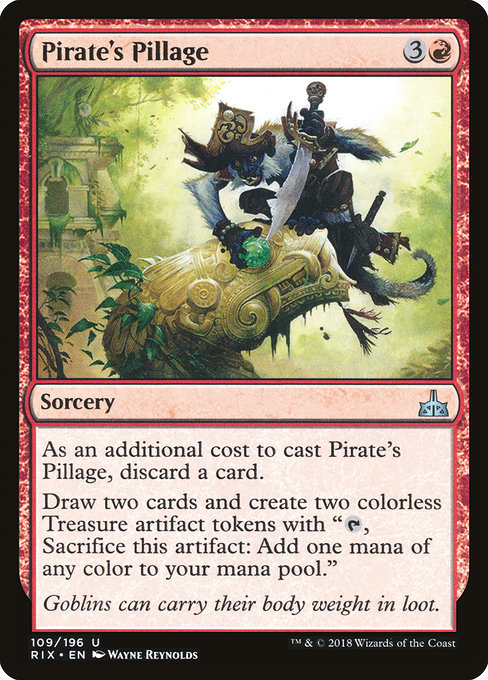 Pirate's Pillage 3
Sorcery
As an additional cost to cast Pirate's
Pillage, discard a card.
Draw two cards and create two colorless
Treasure artifact tokens with “,
Sacrifice this artifact: Add one mana of
any color to your mana pool.”
Goblins can carry their body weight in loot.
109/196 U
RIX • EN Wayne Reynolds
™ & © 2018 Wizards of the Coast